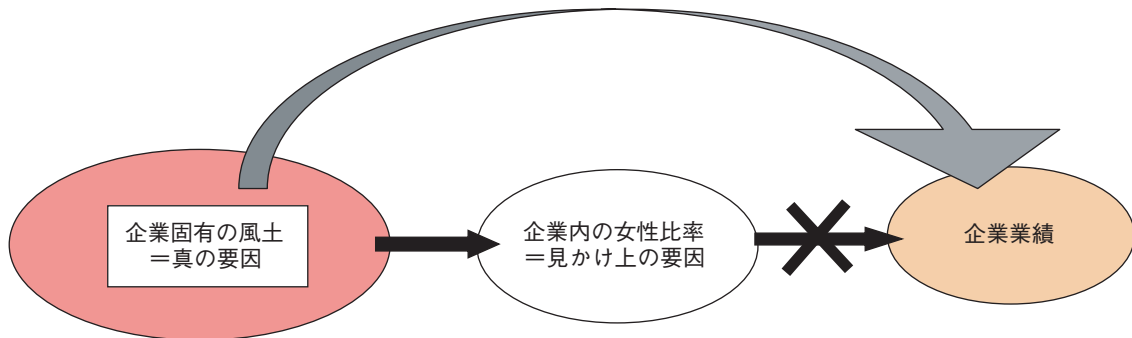 企業固有の風土
＝真の要因
企業内の女性比率
＝見かけ上の要因
企業業績